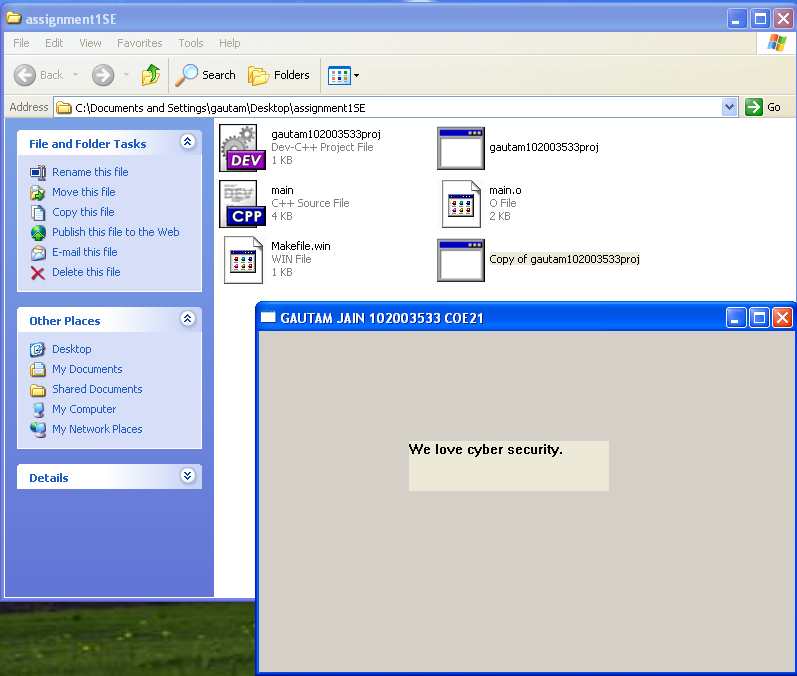 assignment1SE
File Edit View Favorites Tools Help
Back Search Folders
Address C:\Documents and Settings\gautam\Desktop\assignment1SE Go
File and Folder Tasks
Rename this file
Move this file
Copy this file
Publish this file to the Web
E-mail this file
Delete this file
Other Places
Desktop
My Documents
Shared Documents
My Computer
My Network Places
Details
gautam102003533proj
Dev-C++ Project File
1 KB
DEV
gautam102003533proj
main
C++ Source File
4 KB
DEV
CPP
main.o
O File
2 KB
Makefile.win
WIN File
1 KB
Copy of gautam102003533proj
GAUTAM JAIN 102003533 COE21
We love cyber security.